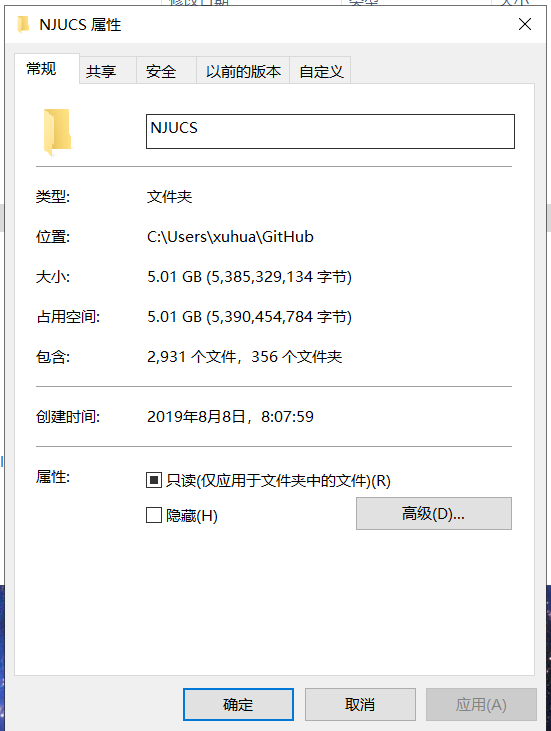 NJUCS 属性
常规 共享 安全 以前的版本 自定义
NJUCS
类型: 文件夹
位置: C:\Users\xuhua\GitHub
大小: 5.01 GB (5,385,329,134 字节)
占用空间: 5.01 GB (5,390,454,784 字节)
包含: 2,931 个文件，356 个文件夹
创建时间: 2019年8月8日，8:07:59
属性: 只读(仅应用于文件夹中的文件)(R)
隐藏(H) 高级(D)...
确定 取消 应用(A)